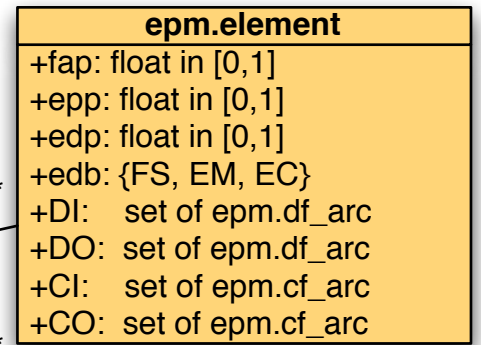 epm.element
+fap: float in [0,1]
+epp: float in [0,1]
+edp: float in [0,1]
+edb: {FS, EM, EC}
+DI: set of epm.df_arc
+DO: set of epm.df_arc
+CI: set of epm.cf_arc
+CO: set of epm.cf_arc